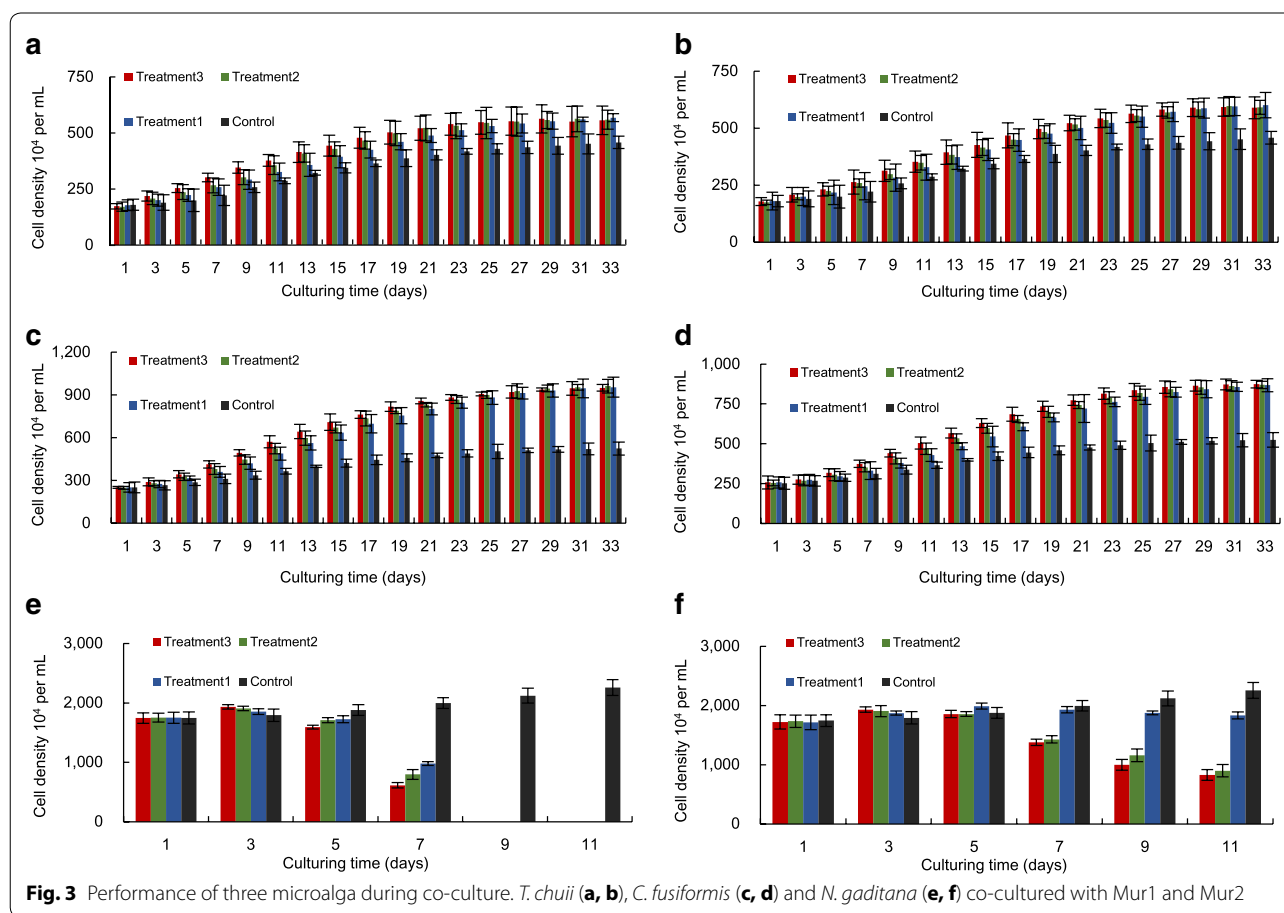 a
Treatment3 Treatment2
Treatment1 Control
Cell density 10⁴ per mL
750
500
250
0
1 3 5 7 9 11 13 15 17 19 21 23 25 27 29 31 33
Culturing time (days)
b
Treatment3 Treatment2
Treatment1 Control
Cell density 10⁴ per mL
750
500
250
0
1 3 5 7 9 11 13 15 17 19 21 23 25 27 29 31 33
Culturing time (days)
c
Treatment3 Treatment2
Treatment1 Control
Cell density 10⁴ per mL
1,200
900
600
300
0
1 3 5 7 9 11 13 15 17 19 21 23 25 27 29 31 33
Culturing time (days)
d
Treatment3 Treatment2
Treatment1 Control
Cell density 10⁴ per mL
1,000
750
500
250
0
1 3 5 7 9 11 13 15 17 19 21 23 25 27 29 31 33
Culturing time (days)
e
Treatment3 Treatment2
Treatment1 Control
Cell density 10⁴ per mL
3,000
2,000
1,000
0
1 3 5 7 9 11
Culturing time (days)
f
Treatment3 Treatment2
Treatment1 Control
Cell density 10⁴ per mL
3,000
2,000
1,000
0
1 3 5 7 9 11
Culturing time (days)
Fig. 3 Performance of three microalga during co-culture. T. chuii (a, b), C. fusiformis (c, d) and N. gaditana (e, f) co-cultured with Mur1 and Mur2